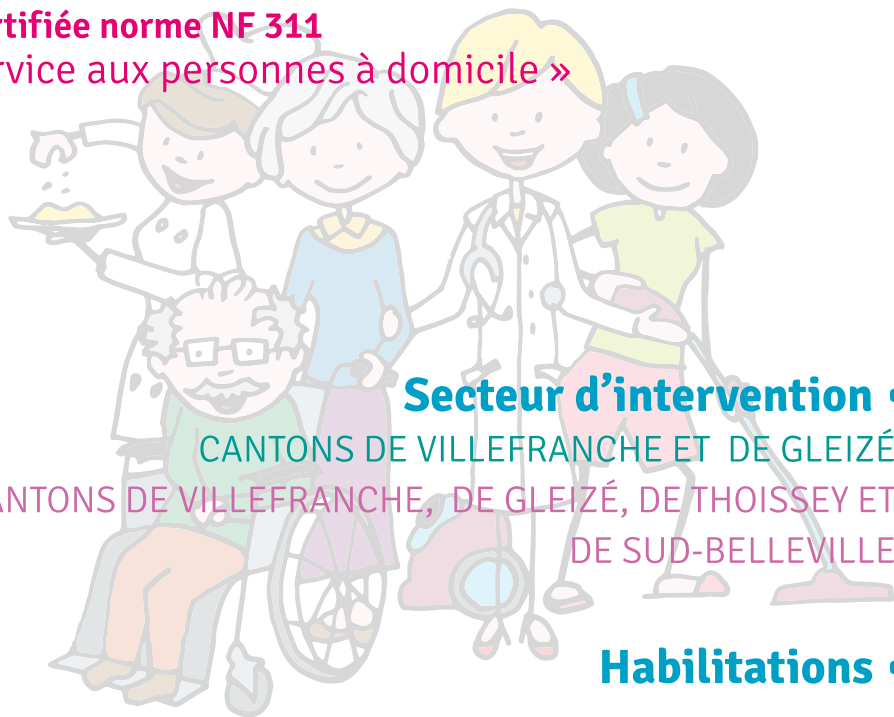 rtifiée norme NF 311
rvice aux personnes à domicile »
Secteur d’intervention •
CANTONS DE VILLEFRANCHE ET DE GLEIZÉ
ANTONS DE VILLEFRANCHE, DE GLEIZÉ, DE THOISSEY ET
DE SUD-BELLEVILLE
Habilitations •